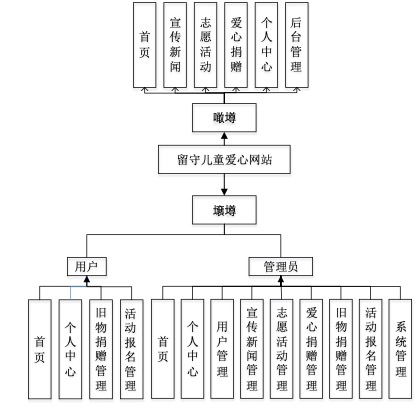 首页
宣传新闻
志愿活动
爱心捐赠
个人中心
后台管理
留守儿童爱心网站
用户
管理员
首页
个人中心
旧物捐赠管理
活动报名管理
首页
个人中心
用户管理
宣传新闻管理
志愿活动管理
爱心捐赠管理
旧物捐赠管理
活动报名管理
系统管理